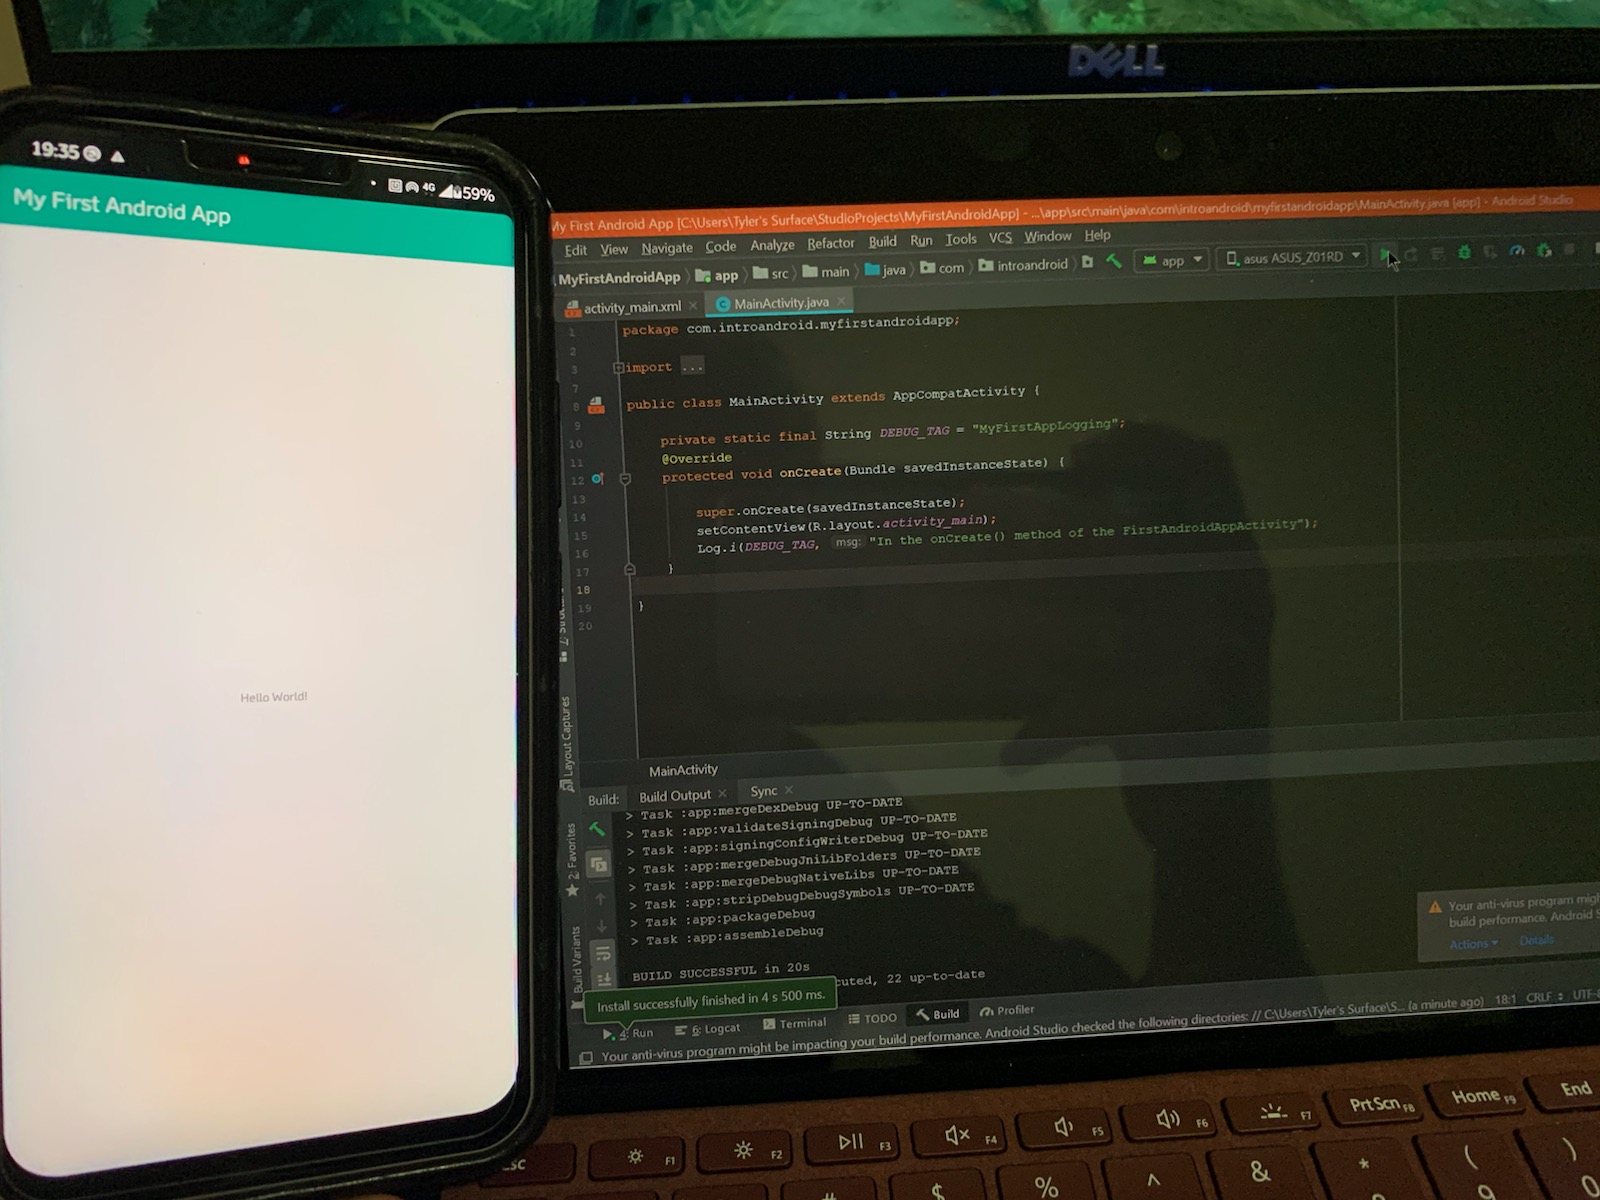 DELL
19:35
4G 59%
My First Android App
Hello World!
My First Android App [C:\Users\Tyler's Surface\StudioProjects\MyFirstAndroidApp] - ...\app\src\main\java\com\introandroid\myfirstandroidapp\MainActivity.java [app] - Android Studio
Edit View Navigate Code Analyze Refactor Build Run Tools VCS Window Help
MyFirstAndroidApp app src main java com introandroid app asus ASUS_Z01RD
activity_main.xml MainActivity.java
1 package com.introandroid.myfirstandroidapp;
2
3 import ...
7
8 public class MainActivity extends AppCompatActivity {
9
10 private static final String DEBUG_TAG = "MyFirstAppLogging";
11 @Override
12 protected void onCreate(Bundle savedInstanceState) {
13
14 super.onCreate(savedInstanceState);
15 setContentView(R.layout.activity_main);
16 Log.i(DEBUG_TAG, msg: "In the onCreate() method of the FirstAndroidAppActivity");
17 }
18
19 }
20
Layout Captures
2: Favorites
Build Variants
MainActivity
Build: Build Output Sync
> Task :app:mergeDexDebug UP-TO-DATE
> Task :app:validateSigningDebug UP-TO-DATE
> Task :app:signingConfigWriterDebug UP-TO-DATE
> Task :app:mergeDebugJniLibFolders UP-TO-DATE
> Task :app:mergeDebugNativeLibs UP-TO-DATE
> Task :app:stripDebugDebugSymbols UP-TO-DATE
> Task :app:packageDebug
> Task :app:assembleDebug
BUILD SUCCESSFUL in 20s
cuted, 22 up-to-date
Install successfully finished in 4 s 500 ms.
Your anti-virus program migh
build performance. Android S
Actions Details
4: Run 6: Logcat Terminal TODO Build Profiler
Your anti-virus program might be impacting your build performance. Android Studio checked the following directories: // C:\Users\Tyler's Surface\S... (a minute ago) 18:1 CRLF UTF-8
F1 F2 F3 F4 F5 F6 F7 PrtScn F8 Home F9 End
# $ % ^ & * ( )
9 0